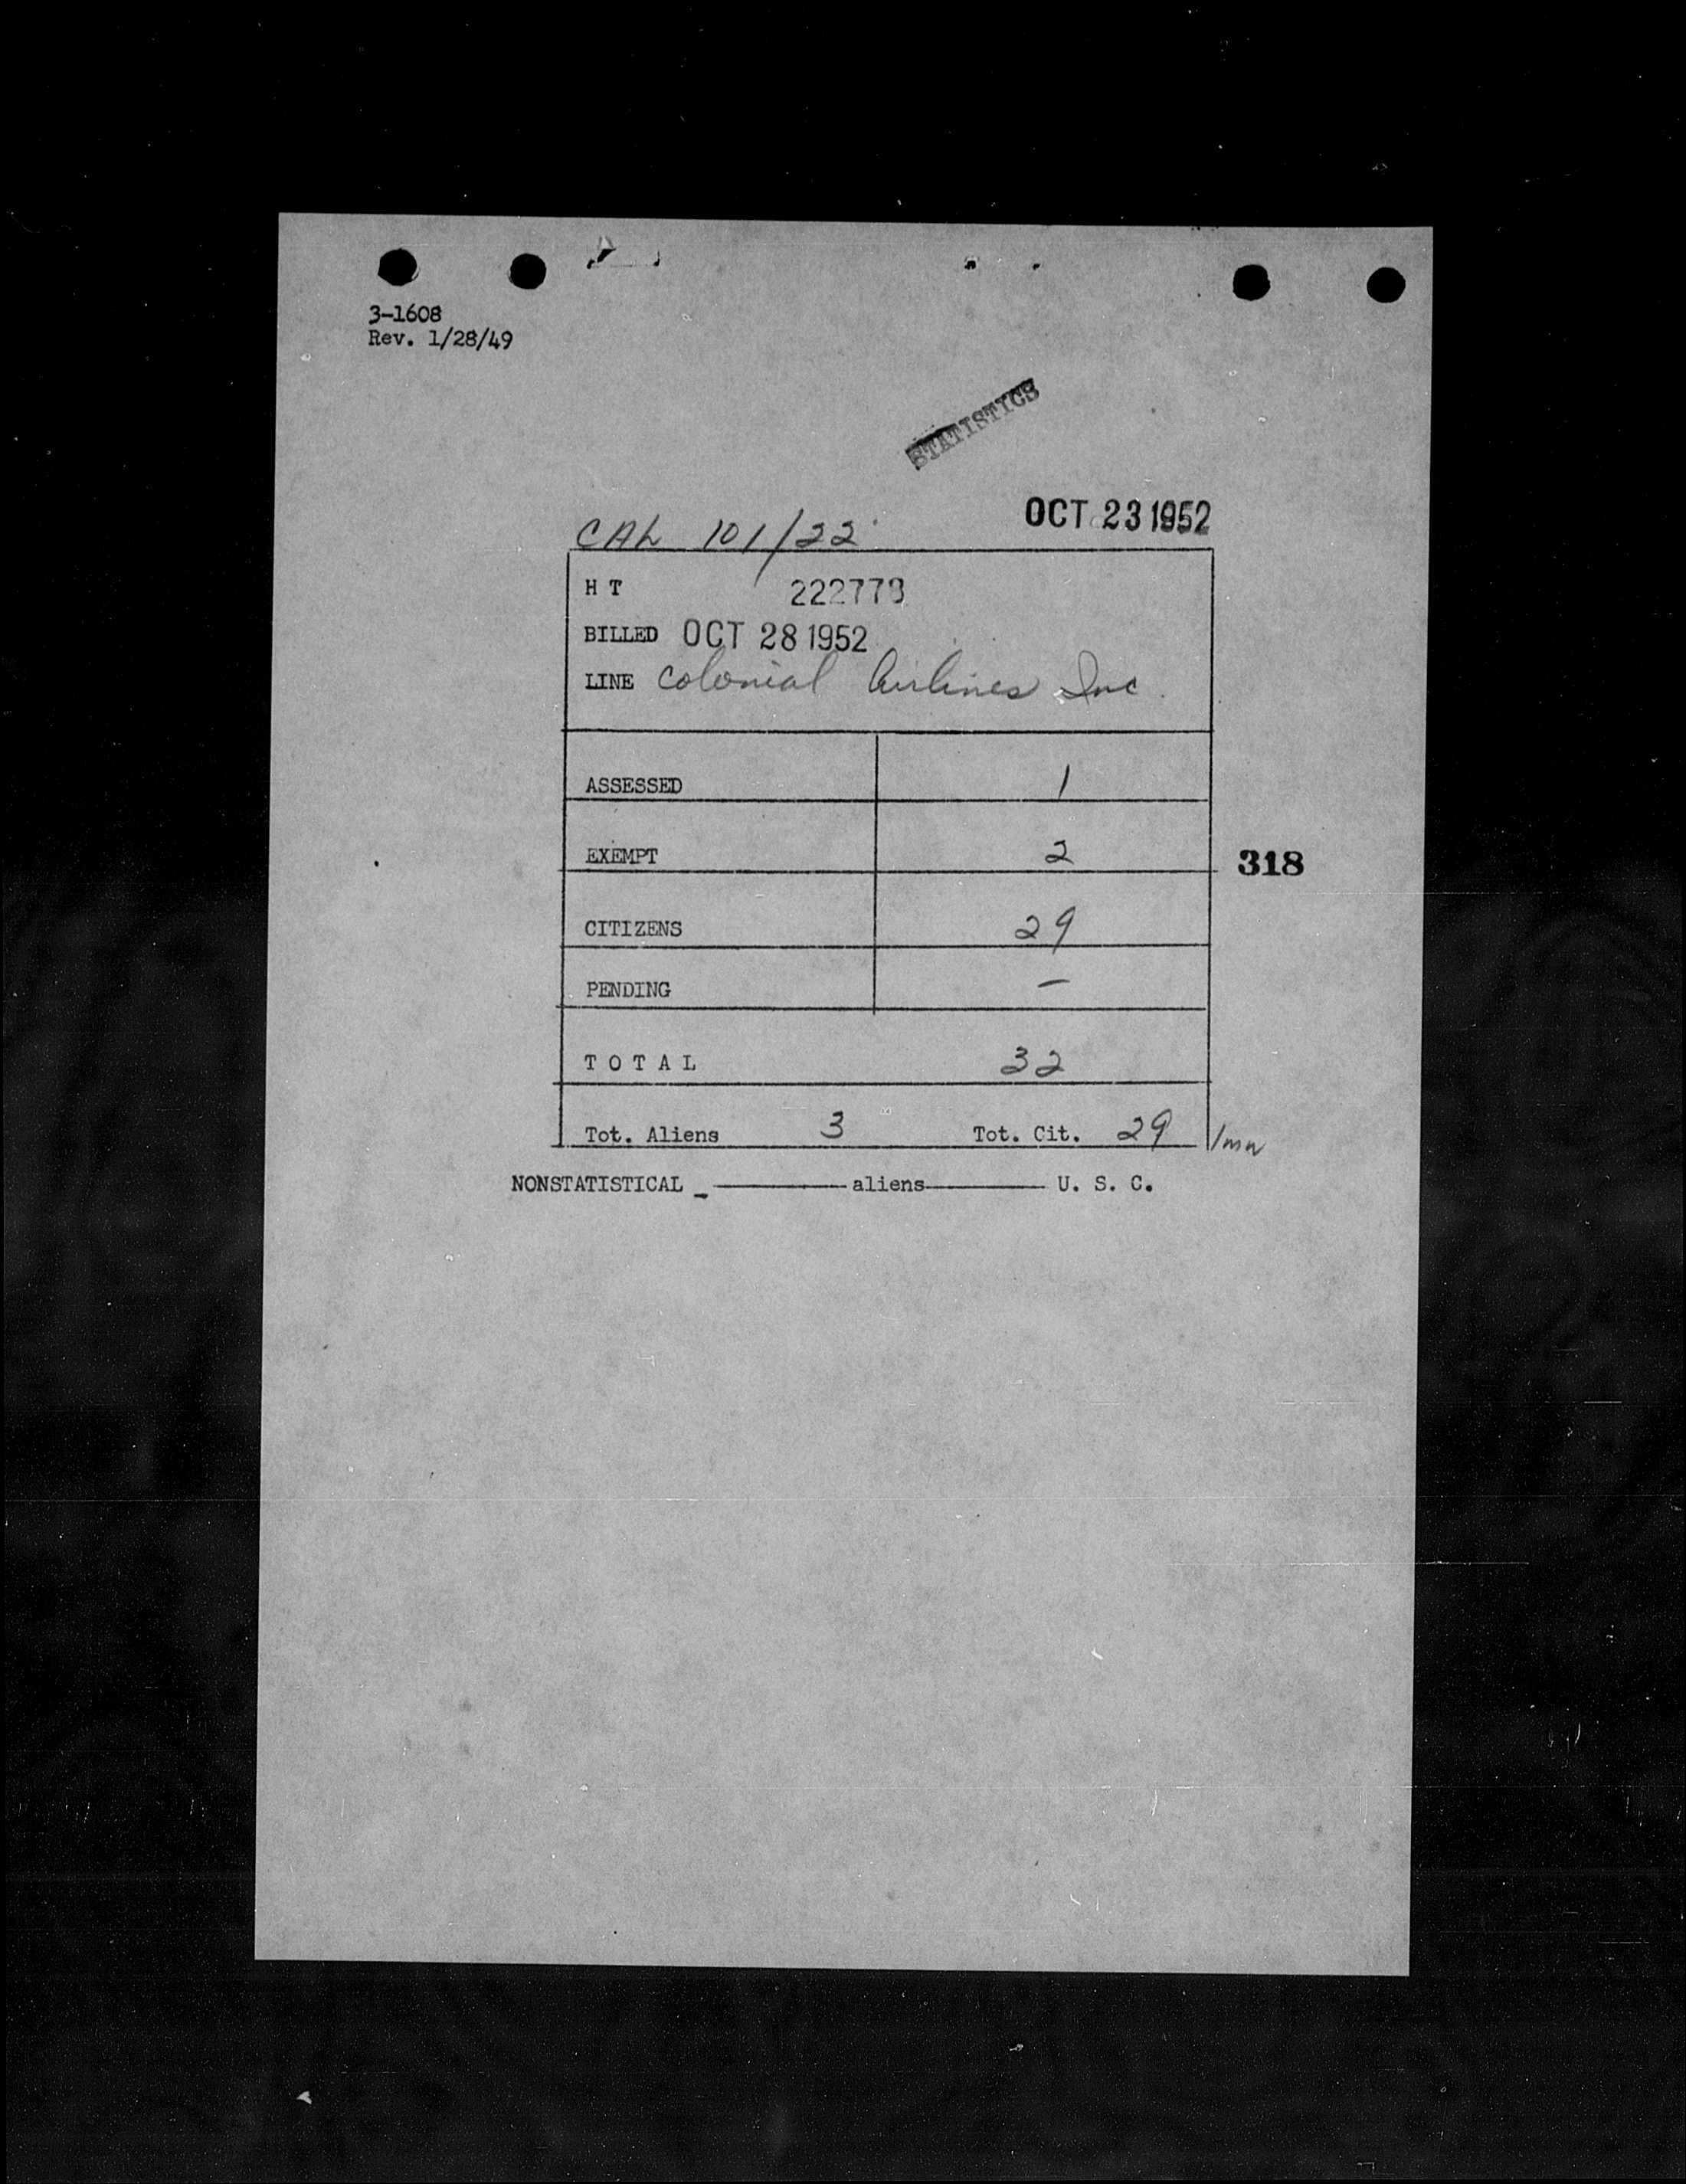 3-1608
Rev. 1/28/49
STATISTICS
OCT 23 1952
CAL 101/22
H T 222778
BILLED OCT 28 1952
LINE Colonial Airlines Inc.
ASSESSED 1
EXEMPT 2
318
CITIZENS 29
PENDING –
T O T A L 32
Tot. Aliens 3 Tot. Cit. 29
NONSTATISTICAL _ ———— aliens ———— U. S. C.